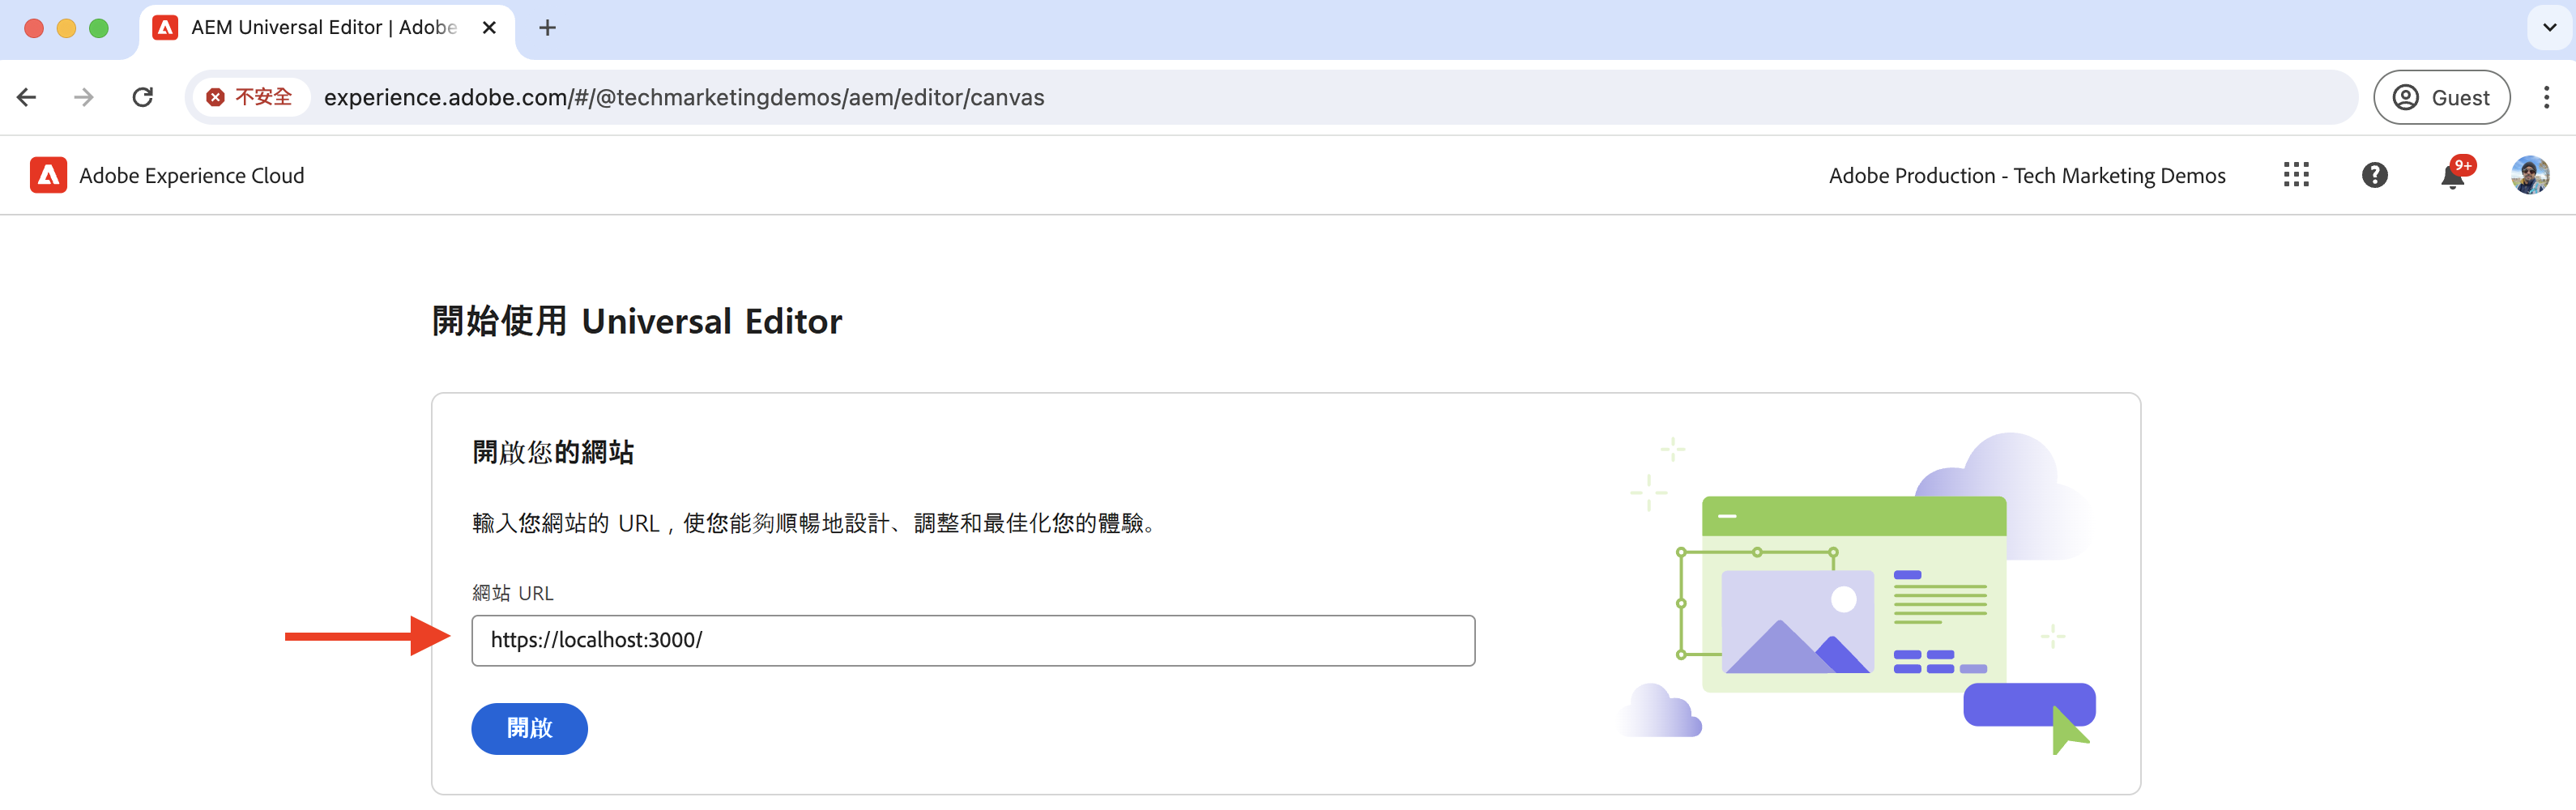 AEM Universal Editor | Adobe
不安全
experience.adobe.com/#/@techmarketingdemos/aem/editor/canvas
Guest
Adobe Experience Cloud
Adobe Production - Tech Marketing Demos
9+
開始使用 Universal Editor
開啟您的網站
輸入您網站的 URL，使您能夠順暢地設計、調整和最佳化您的體驗。
網站 URL
https://localhost:3000/
開啟